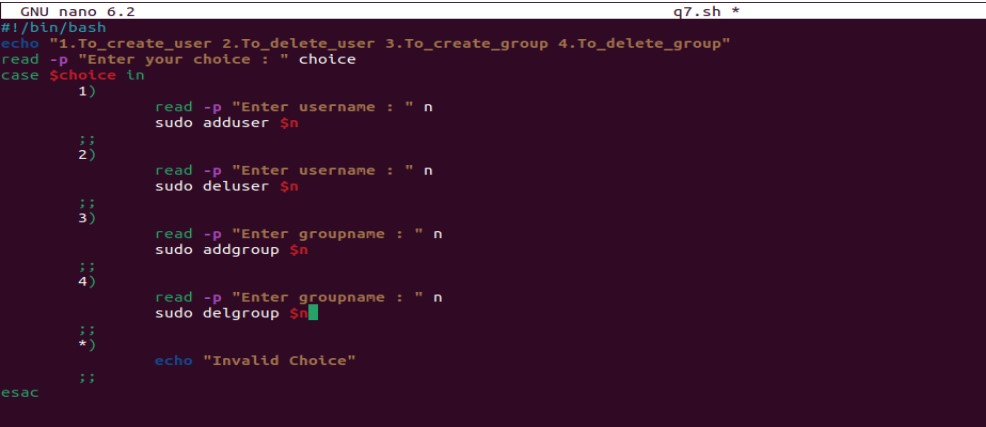 GNU nano 6.2 q7.sh *
#!/bin/bash
echo "1.To_create_user 2.To_delete_user 3.To_create_group 4.To_delete_group"
read -p "Enter your choice : " choice
case $choice in
1)
read -p "Enter username : " n
sudo adduser $n
;;
2)
read -p "Enter username : " n
sudo deluser $n
;;
3)
read -p "Enter groupname : " n
sudo addgroup $n
;;
4)
read -p "Enter groupname : " n
sudo delgroup $n
;;
*)
echo "Invalid Choice"
;;
esac